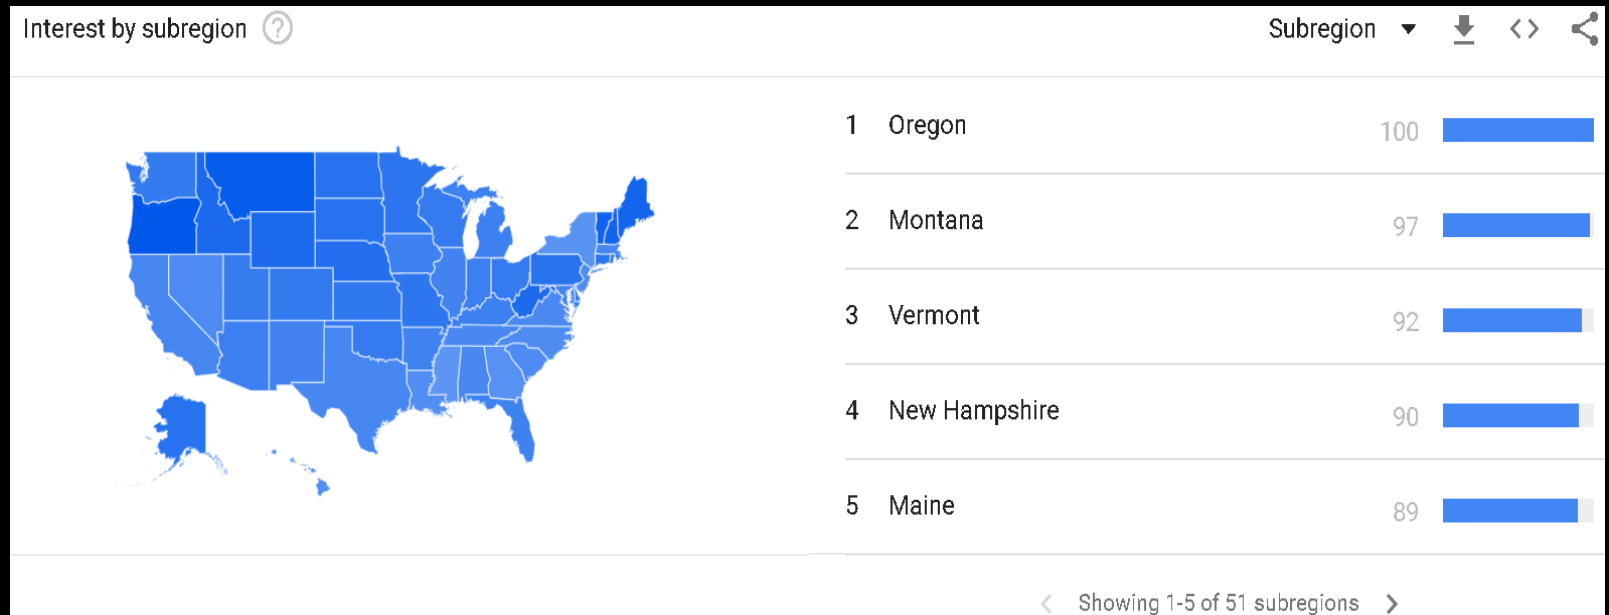 Interest by subregion ?
Subregion
1 Oregon 100
2 Montana 97
3 Vermont 92
4 New Hampshire 90
5 Maine 89
Showing 1-5 of 51 subregions